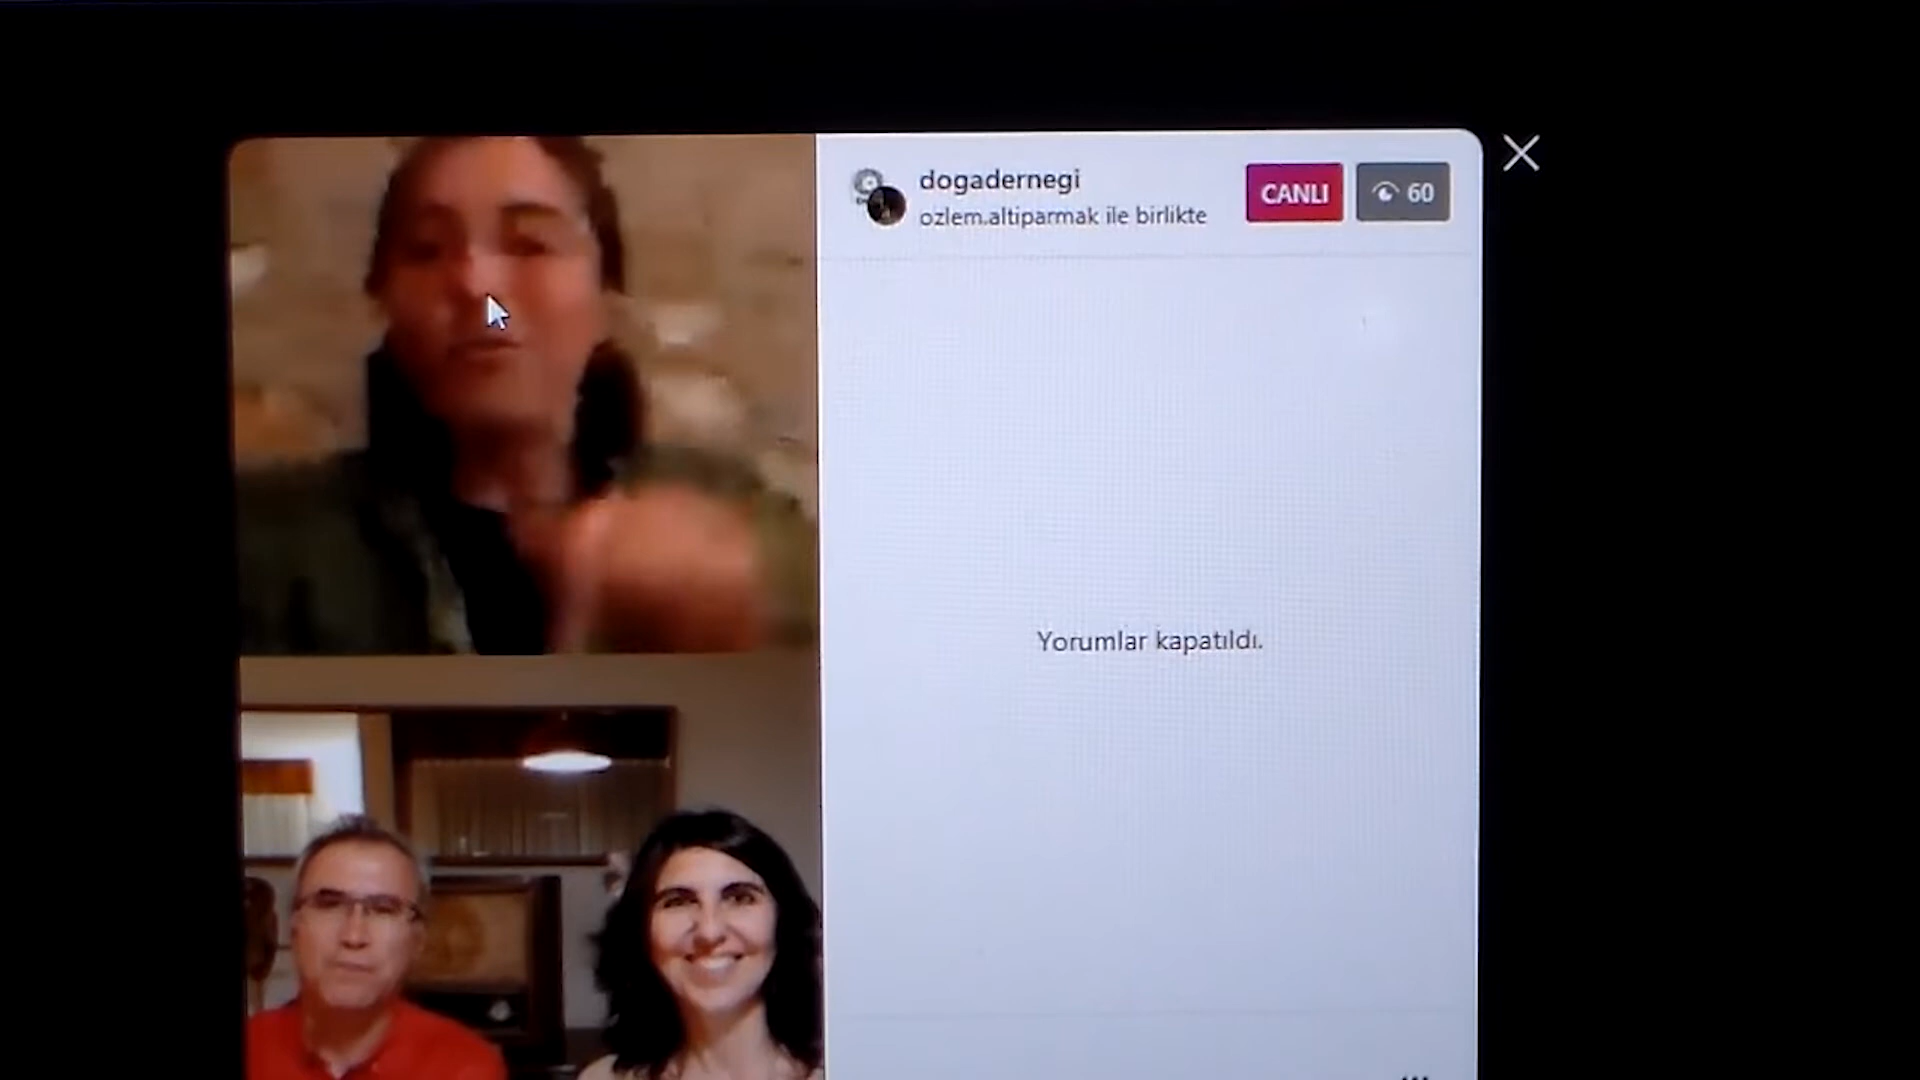 dogadernegi
ozlem.altiparmak ile birlikte
CANLI
60
Yorumlar kapatıldı.